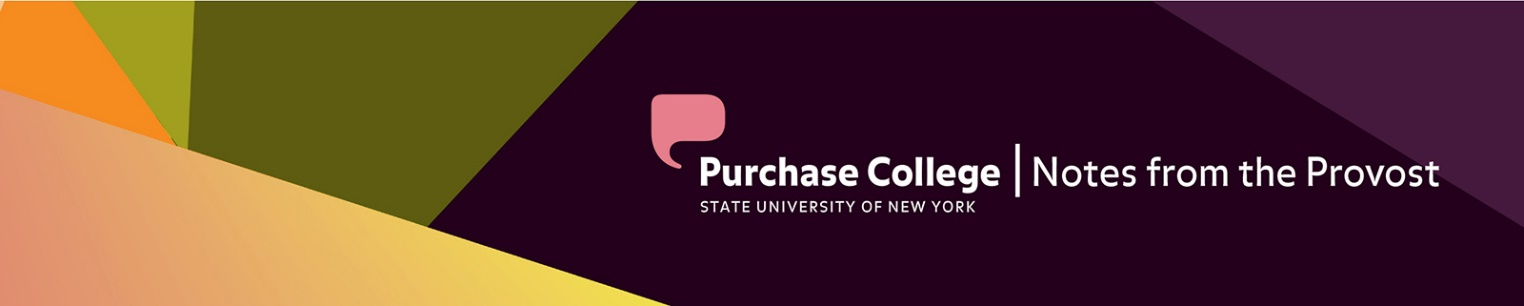 Purchase College | Notes from the Provost
STATE UNIVERSITY OF NEW YORK